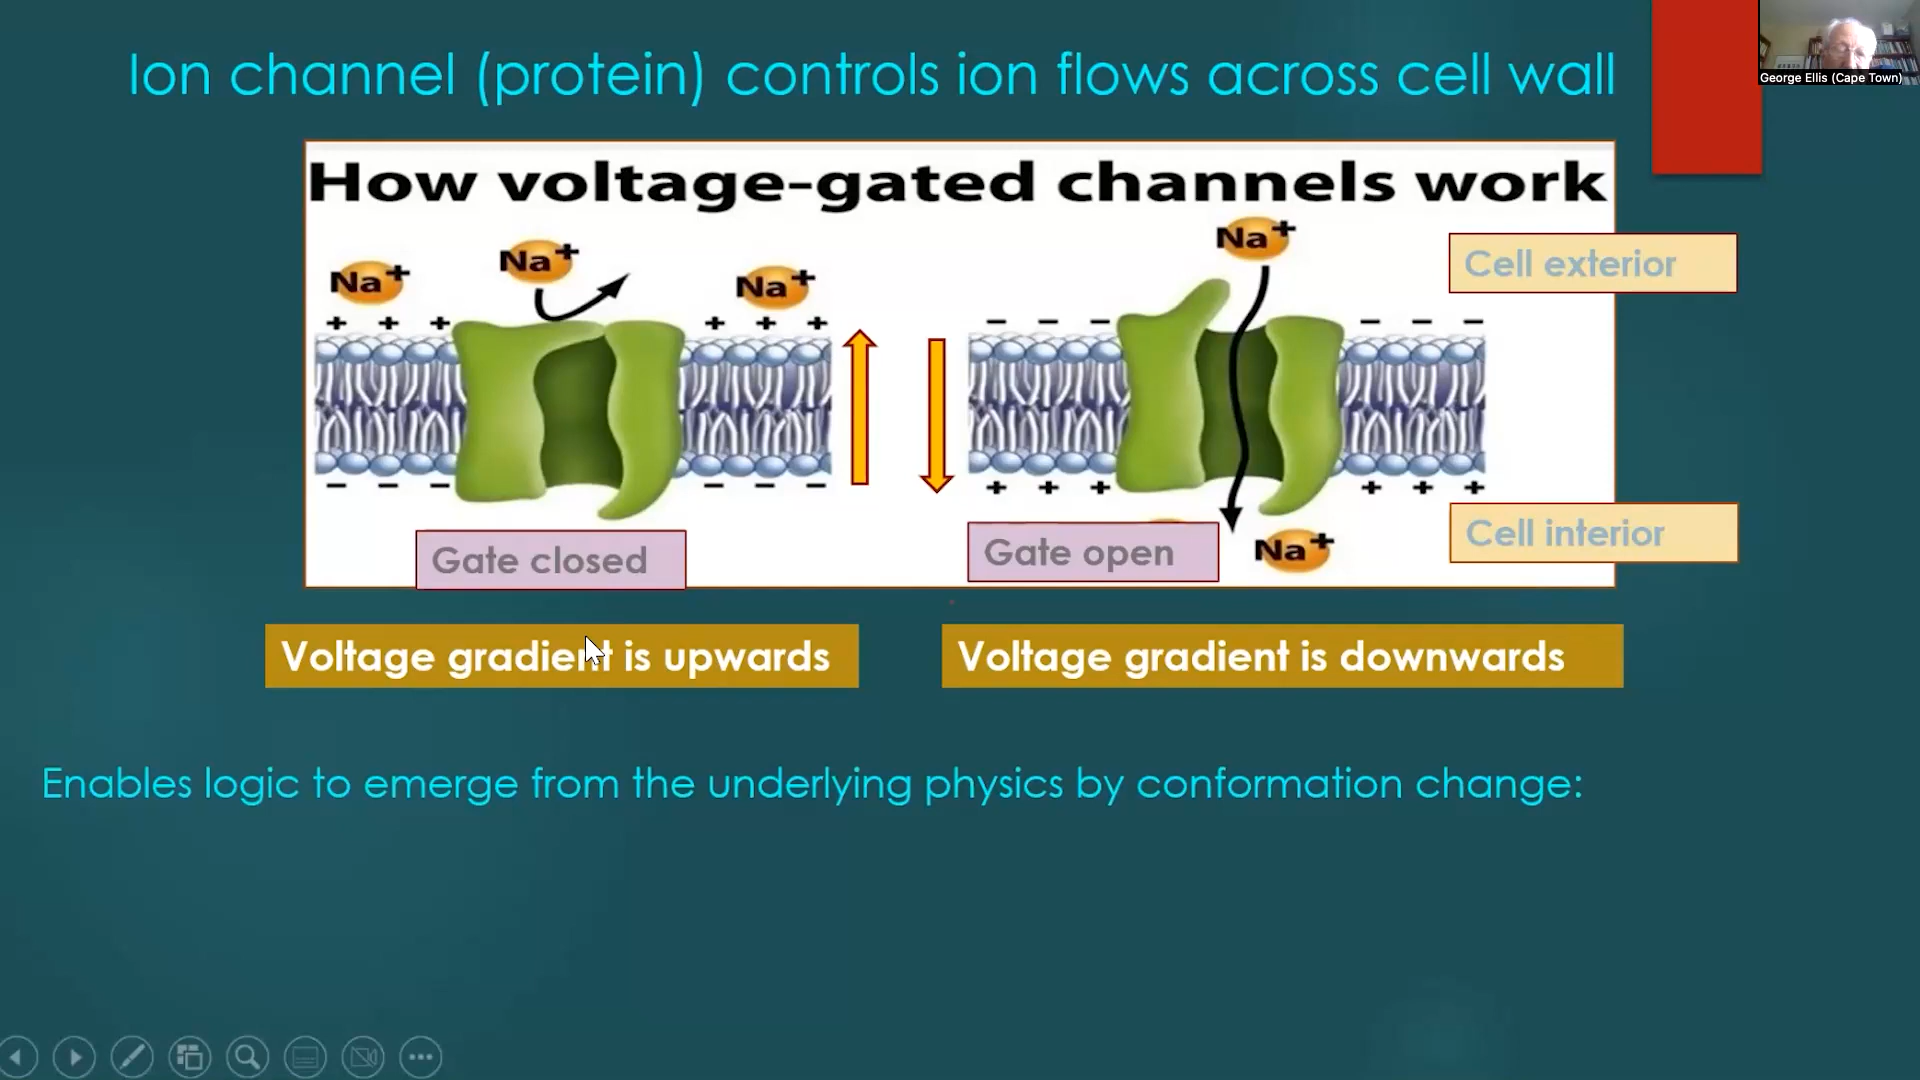 Ion channel (protein) controls ion flows across cell wall
George Ellis (Cape Town)
How voltage-gated channels work
Na+
Na+
Na+
Na+
Cell exterior
+ + +
+ + +
- - -
- - -
- - -
- - -
+ + +
+ + +
Gate closed
Gate open
Na+
Cell interior
Voltage gradient is upwards
Voltage gradient is downwards
Enables logic to emerge from the underlying physics by conformation change: